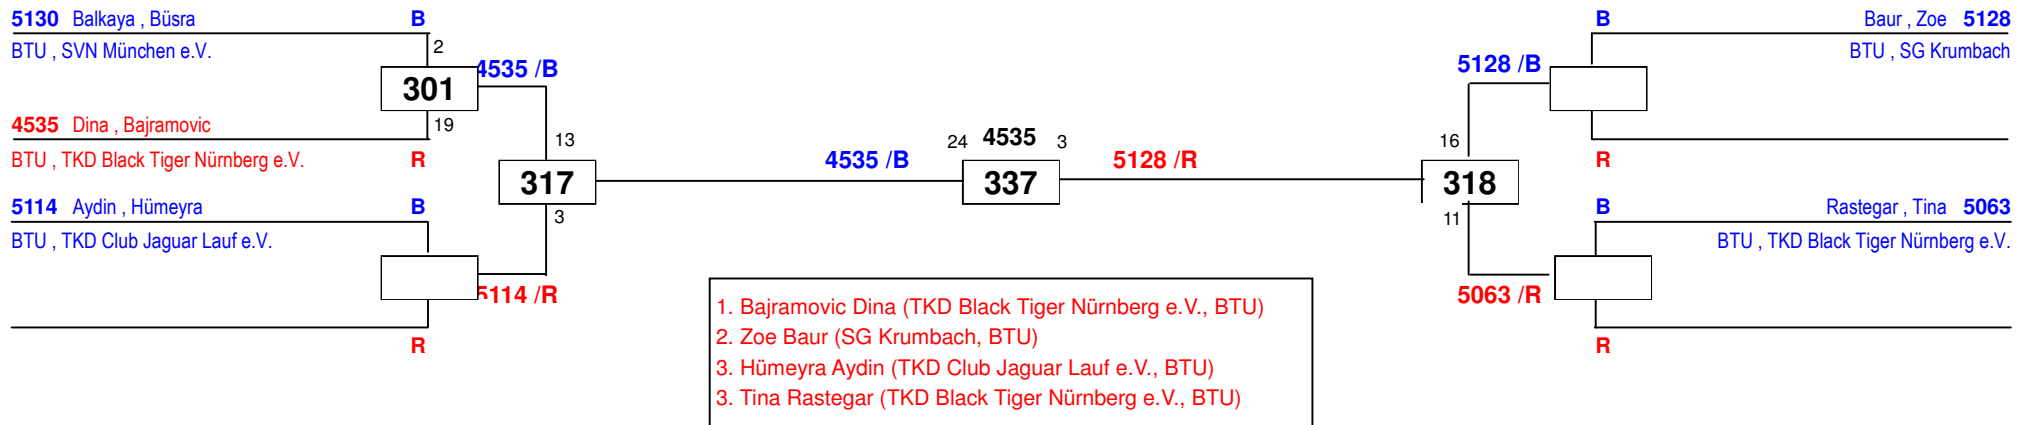 5130 Balkaya , Büsra B
BTU , SVN München e.V.
2
301
4535 /B
19
4535 Dina , Bajramovic
BTU , TKD Black Tiger Nürnberg e.V. R
13
317
3
5114 Aydin , Hümeyra B
BTU , TKD Club Jaguar Lauf e.V.
5114 /R
R
4535 /B
24 4535 3
337
5128 /R
B Baur , Zoe 5128
BTU , SG Krumbach
5128 /B
R
16
318
11
B Rastegar , Tina 5063
BTU , TKD Black Tiger Nürnberg e.V.
5063 /R
R
1. Bajramovic Dina (TKD Black Tiger Nürnberg e.V., BTU)
2. Zoe Baur (SG Krumbach, BTU)
3. Hümeyra Aydin (TKD Club Jaguar Lauf e.V., BTU)
3. Tina Rastegar (TKD Black Tiger Nürnberg e.V., BTU)